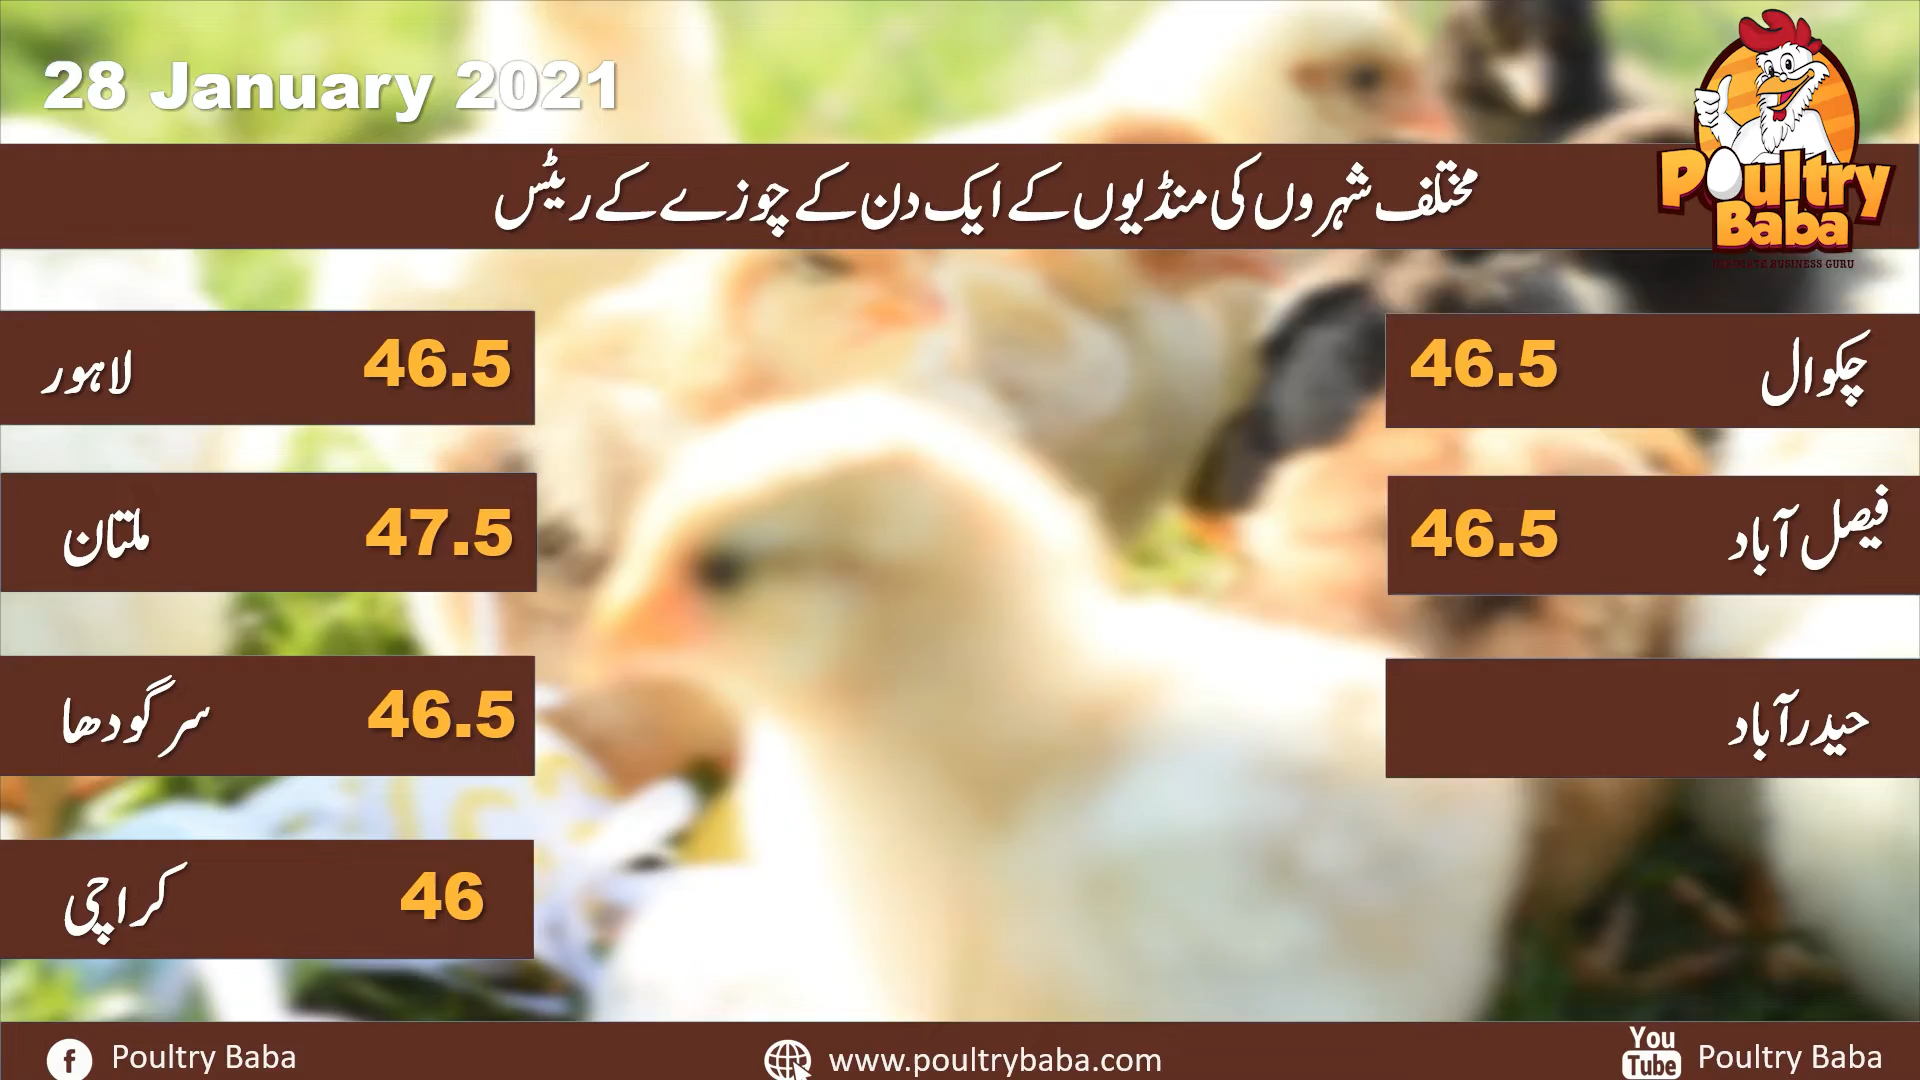 28 January 2021
Poultry
Baba
BUSINESS GURU
مختلف شہروں کی منڈیوں کے ایک دن کے چوزے کے ریٹس
لاہور 46.5
چکوال 46.5
ملتان 47.5
فیصل آباد 46.5
سرگودھا 46.5
حیدرآباد
کراچی 46
Poultry Baba
www.poultrybaba.com
You
Tube
Poultry Baba